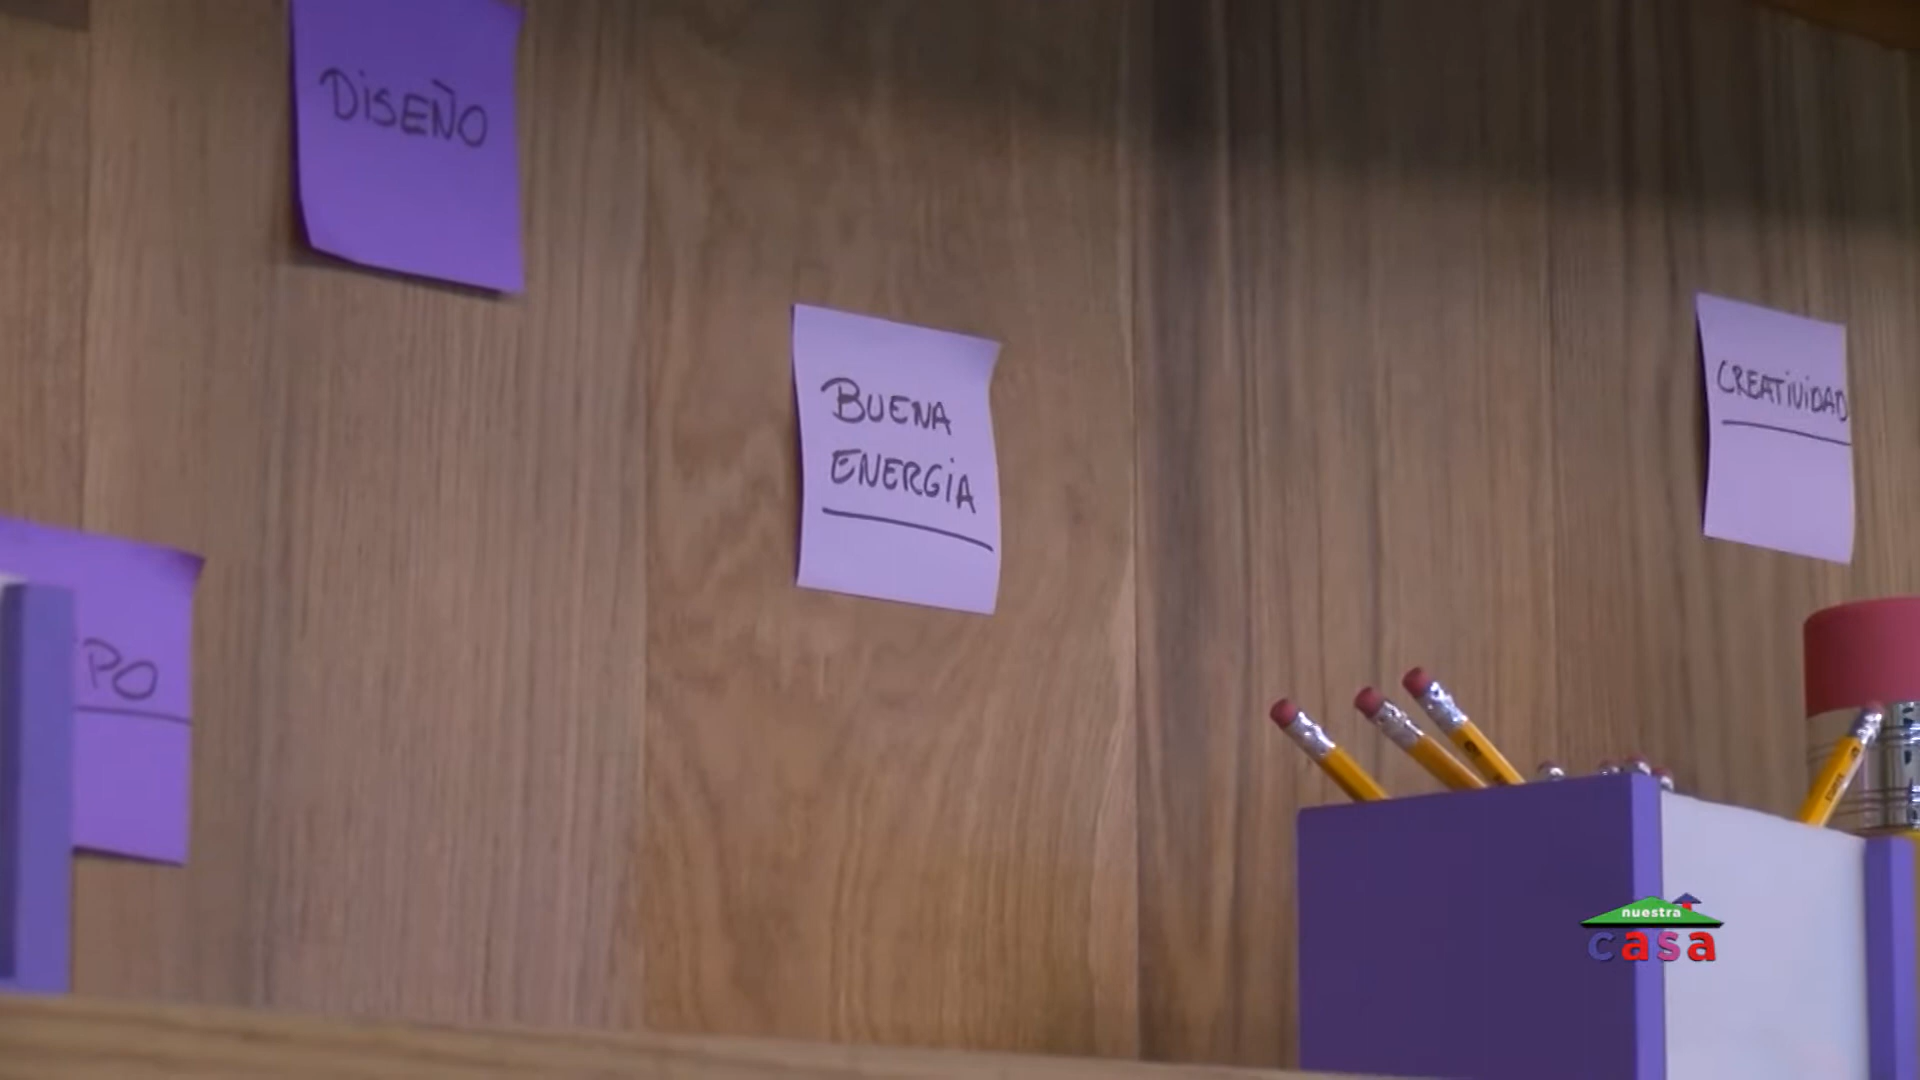 DISEÑO
BUENA
ENERGIA
CREATIVIDAD
PO
nuestra
casa